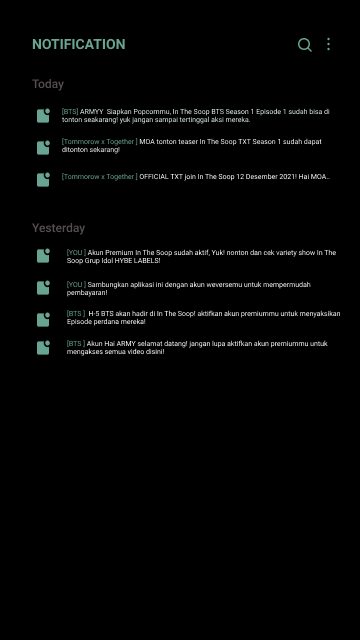 NOTIFICATION
Today
[BTS] ARMYY  Siapkan Popcornmu, In The Soop BTS Season 1 Episode 1 sudah bisa di
tonton seakarang! yuk jangan sampai tertinggal aksi mereka.
[Tommorow x Together ] MOA tonton teaser In The Soop TXT Season 1 sudah dapat
ditonton sekarang!
[Tommorow x Together ] OFFICIAL TXT join In The Soop 12 Desember 2021! Hai MOA..
Yesterday
[YOU ] Akun Premium In The Soop sudah aktif, Yuk! nonton dan cek variety show In The
Soop Grup Idol HYBE LABELS!
[YOU ] Sambungkan aplikasi ini dengan akun weversemu untuk mempermudah
pembayaran!
[BTS ]  H-5 BTS akan hadir di In The Soop! aktifkan akun premiummu untuk menyaksikan
Episode perdana mereka!
[BTS ] Akun Hai ARMY selamat datang! jangan lupa aktifkan akun premiummu untuk
mengakses semua video disini!